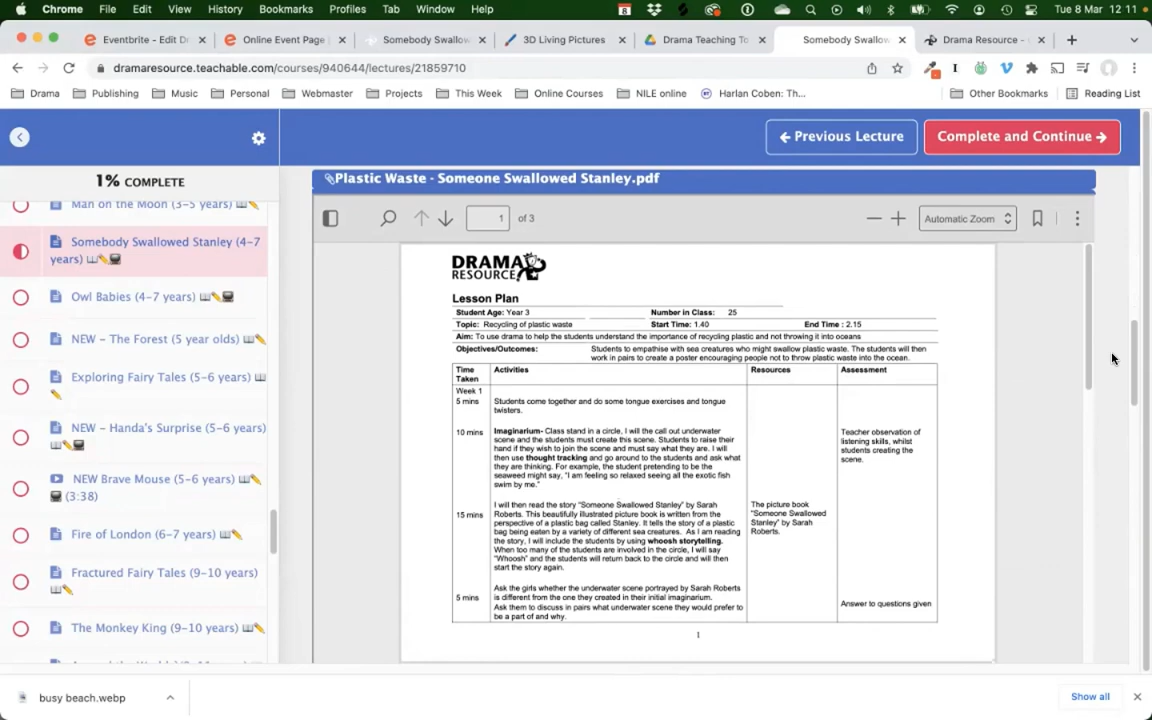 Chrome File Edit View History Bookmarks Profiles Tab Window Help 8 Tue 8 Mar 12 11
Eventbrite - Edit Dr Online Event Page Somebody Swallow 3D Living Pictures Drama Teaching To Somebody Swallow Drama Resource -
dramaresource.teachable.com/courses/940644/lectures/21859710
Drama Publishing Music Personal Webmaster Projects This Week Online Courses NILE online Harlan Coben: Th... Other Bookmarks Reading List
Previous Lecture Complete and Continue
1% COMPLETE
Man on the Moon (3-5 years)
Somebody Swallowed Stanley (4-7
years)
Owl Babies (4-7 years)
NEW - The Forest (5 year olds)
Exploring Fairy Tales (5-6 years)
NEW - Handa's Surprise (5-6 years)
NEW Brave Mouse (5-6 years)
(3:38)
Fire of London (6-7 years)
Fractured Fairy Tales (9-10 years)
The Monkey King (9-10 years)
Plastic Waste - Someone Swallowed Stanley.pdf
1 of 3 Automatic Zoom
DRAMA
RESOURCE
Lesson Plan
Student Age: Year 3 Number in Class: 25
Topic: Recycling of plastic waste Start Time: 1.40 End Time : 2.15
Aim: To use drama to help the students understand the importance of recycling plastic and not throwing it into oceans
Objectives/Outcomes: Students to empathise with sea creatures who might swallow plastic waste. The students will then
work in pairs to create a poster encouraging people not to throw plastic waste into the ocean.
Time Activities Resources Assessment
Taken
Week 1
5 mins Students come together and do some tongue exercises and tongue
twisters.
10 mins Imaginarium- Class stand in a circle, I will the call out underwater Teacher observation of
scene and the students must create this scene. Students to raise their listening skills, whilst
hand if they wish to join the scene and must say what they are. I will students creating the
then use thought tracking and go around to the students and ask what scene.
they are thinking. For example, the student pretending to be the
seaweed might say, "I am feeling so relaxed seeing all the exotic fish
swim by me."
I will then read the story "Someone Swallowed Stanley" by Sarah The picture book
15 mins Roberts. This beautifully illustrated picture book is written from the "Someone Swallowed
perspective of a plastic bag called Stanley. It tells the story of a plastic Stanley" by Sarah
bag being eaten by a variety of different sea creatures. As I am reading Roberts.
the story, I will include the students by using whoosh storytelling.
When too many of the students are involved in the circle, I will say
"Whoosh" and the students will return back to the circle and will then
start the story again.
Ask the girls whether the underwater scene portrayed by Sarah Roberts
5 mins is different from the one they created in their initial imaginarium.
Ask them to discuss in pairs what underwater scene they would prefer to Answer to questions given
be a part of and why.
1
busy beach.webp Show all